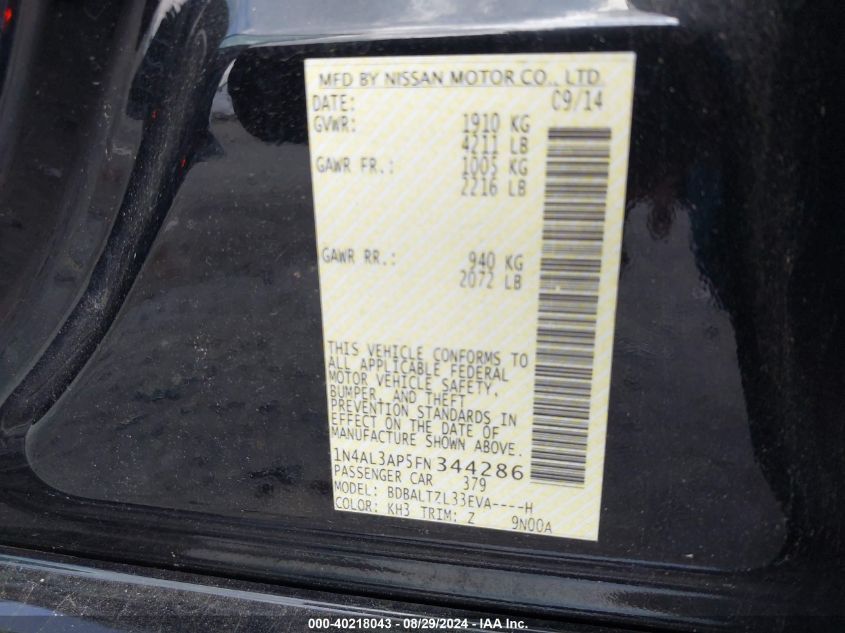 MFD BY NISSAN MOTOR CO., LTD.
DATE: 09/14
GVWR: 1910 KG
4211 LB
GAWR FR.: 1005 KG
2216 LB
GAWR RR.: 940 KG
2072 LB
THIS VEHICLE CONFORMS TO
ALL APPLICABLE FEDERAL
MOTOR VEHICLE SAFETY,
BUMPER, AND THEFT
PREVENTION STANDARDS IN
EFFECT ON THE DATE OF
MANUFACTURE SHOWN ABOVE.
1N4AL3AP5FN344286
PASSENGER CAR 379
MODEL: BDBALTZL33EVA----H
COLOR: KH3 TRIM: Z 9N00A
000-40218043 - 08/29/2024 - IAA Inc.